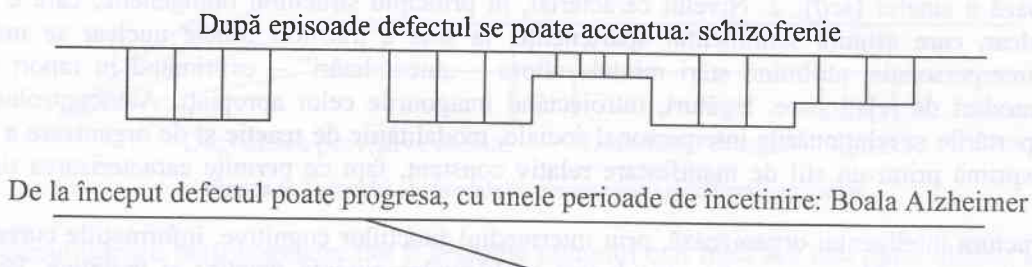 După episoade defectul se poate accentua: schizofrenie
De la început defectul poate progresa, cu unele perioade de încetinire: Boala Alzheimer